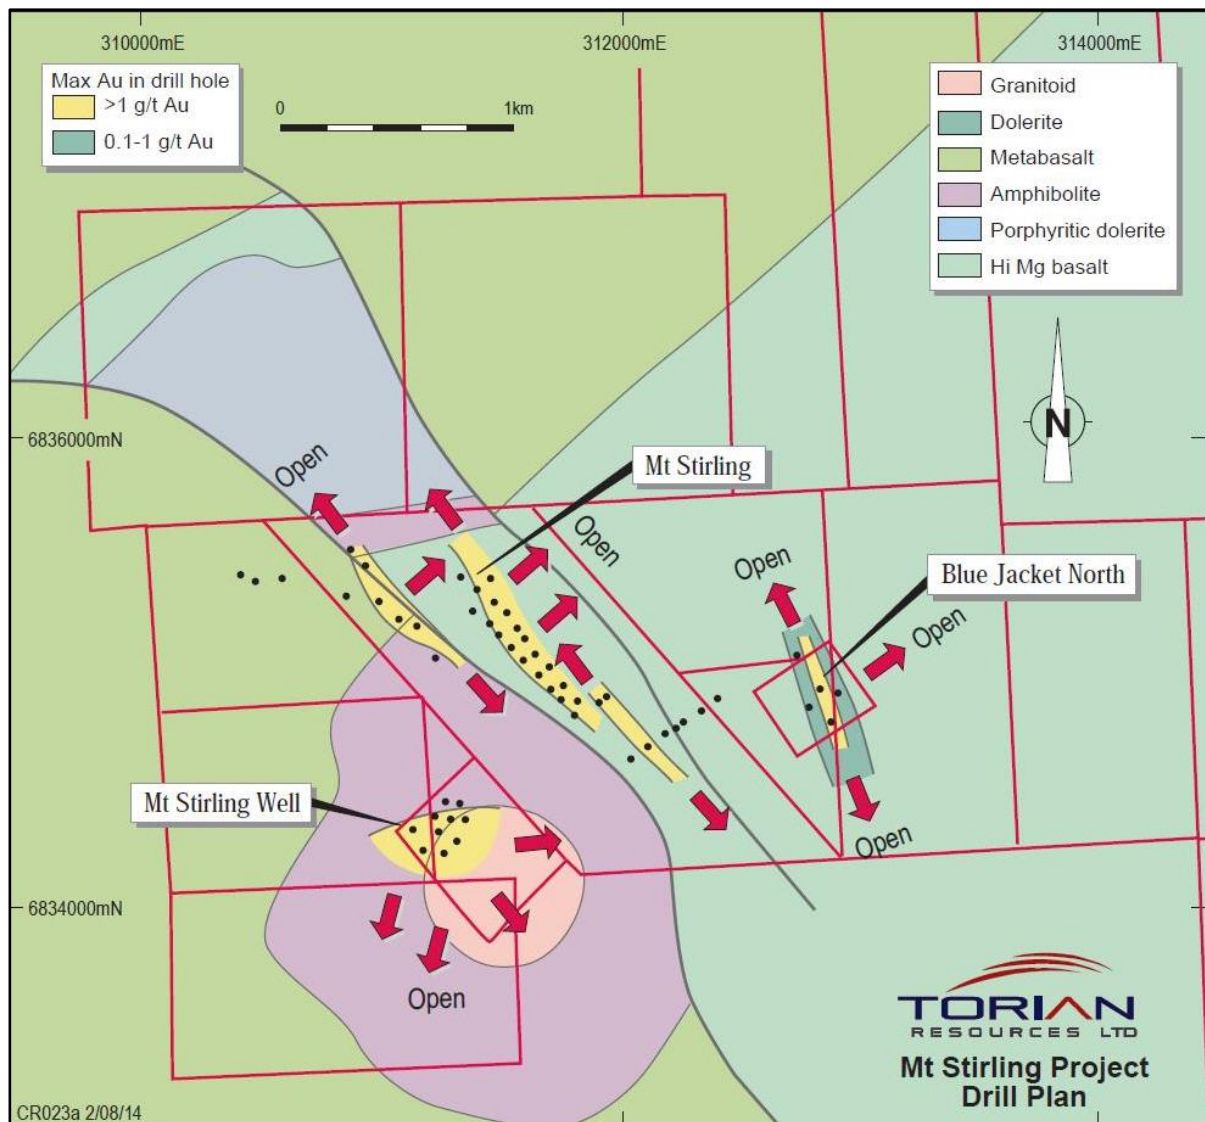 310000mE
312000mE
314000mE
Max Au in drill hole
>1 g/t Au
0.1-1 g/t Au
0
1km
Granitoid
Dolerite
Metabasalt
Amphibolite
Porphyritic dolerite
Hi Mg basalt
N
6836000mN
Open
Mt Stirling
Open
Open
Blue Jacket North
Open
Mt Stirling Well
Open
6834000mN
Open
TORIAN
RESOURCES LTD
Mt Stirling Project
Drill Plan
CR023a 2/08/14